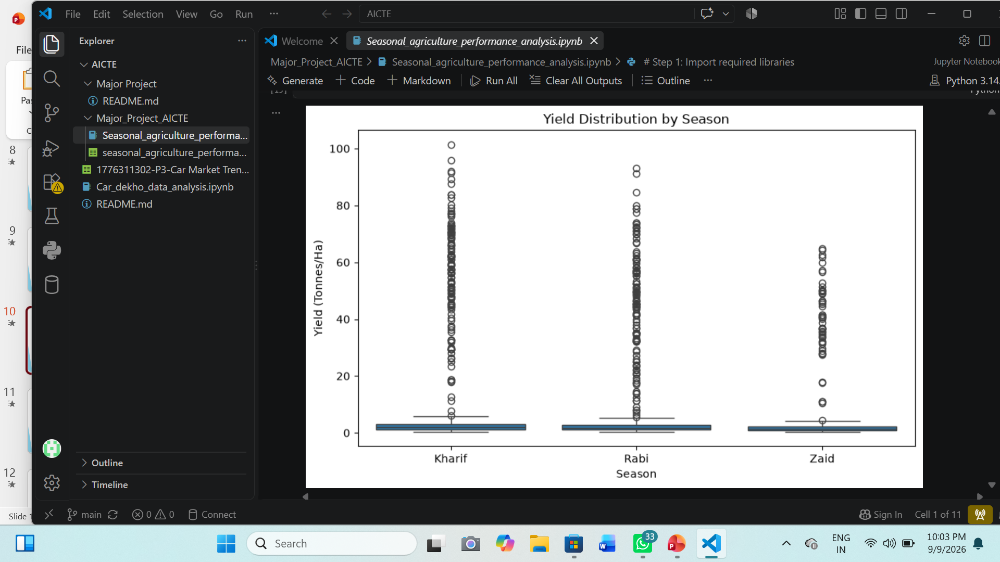 File Edit Selection View Go Run ···
AICTE
File
Explorer
AICTE
Major Project
README.md
Major_Project_AICTE
Seasonal_agriculture_performa...
seasonal_agriculture_performa...
1776311302-P3-Car Market Tren...
Car_dekho_data_analysis.ipynb
README.md
Outline
Timeline
8
9
10
11
12
Welcome
Seasonal_agriculture_performance_analysis.ipynb
Major_Project_AICTE > Seasonal_agriculture_performance_analysis.ipynb > # Step 1: Import required libraries
Jupyter Notebook
Generate + Code + Markdown Run All Clear All Outputs Outline ···
Python 3.14.
Yield Distribution by Season
Yield (Tonnes/Ha)
100
80
60
40
20
0
Kharif Rabi Zaid
Season
Slide
main 0 0 Connect
Sign In Cell 1 of 11
Search
33
ENG
IN
10:03 PM
9/9/2026